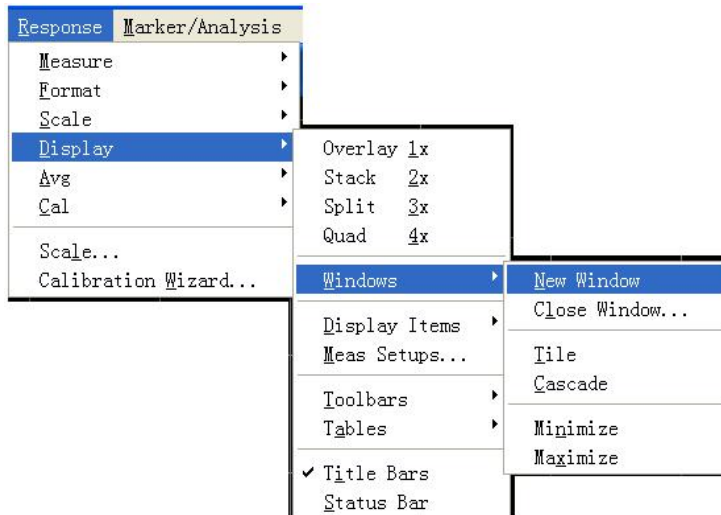 Response Marker/Analysis
Measure
Format
Scale
Display
Avg
Cal
Scale...
Calibration Wizard...
Overlay 1x
Stack 2x
Split 3x
Quad 4x
Windows
Display Items
Meas Setups...
Toolbars
Tables
Title Bars
Status Bar
New Window
Close Window...
Tile
Cascade
Minimize
Maximize